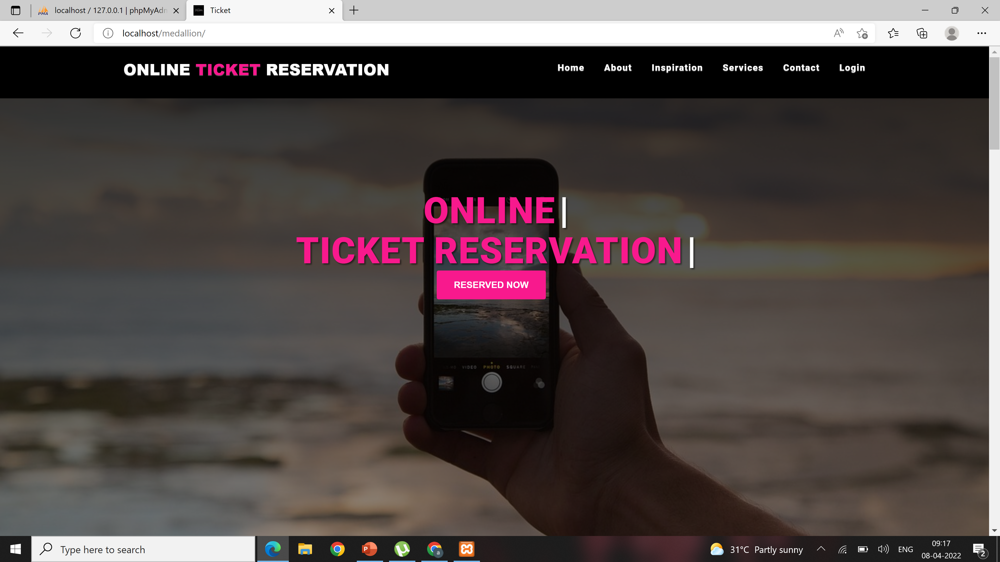 localhost / 127.0.0.1 | phpMyAdm
Ticket
localhost/medallion/
ONLINE TICKET RESERVATION
Home About Inspiration Services Contact Login
ONLINE|
TICKET RESERVATION|
RESERVED NOW
VIDEO PHOTO SQUARE
Type here to search
31°C Partly sunny
ENG
09:17
08-04-2022
2